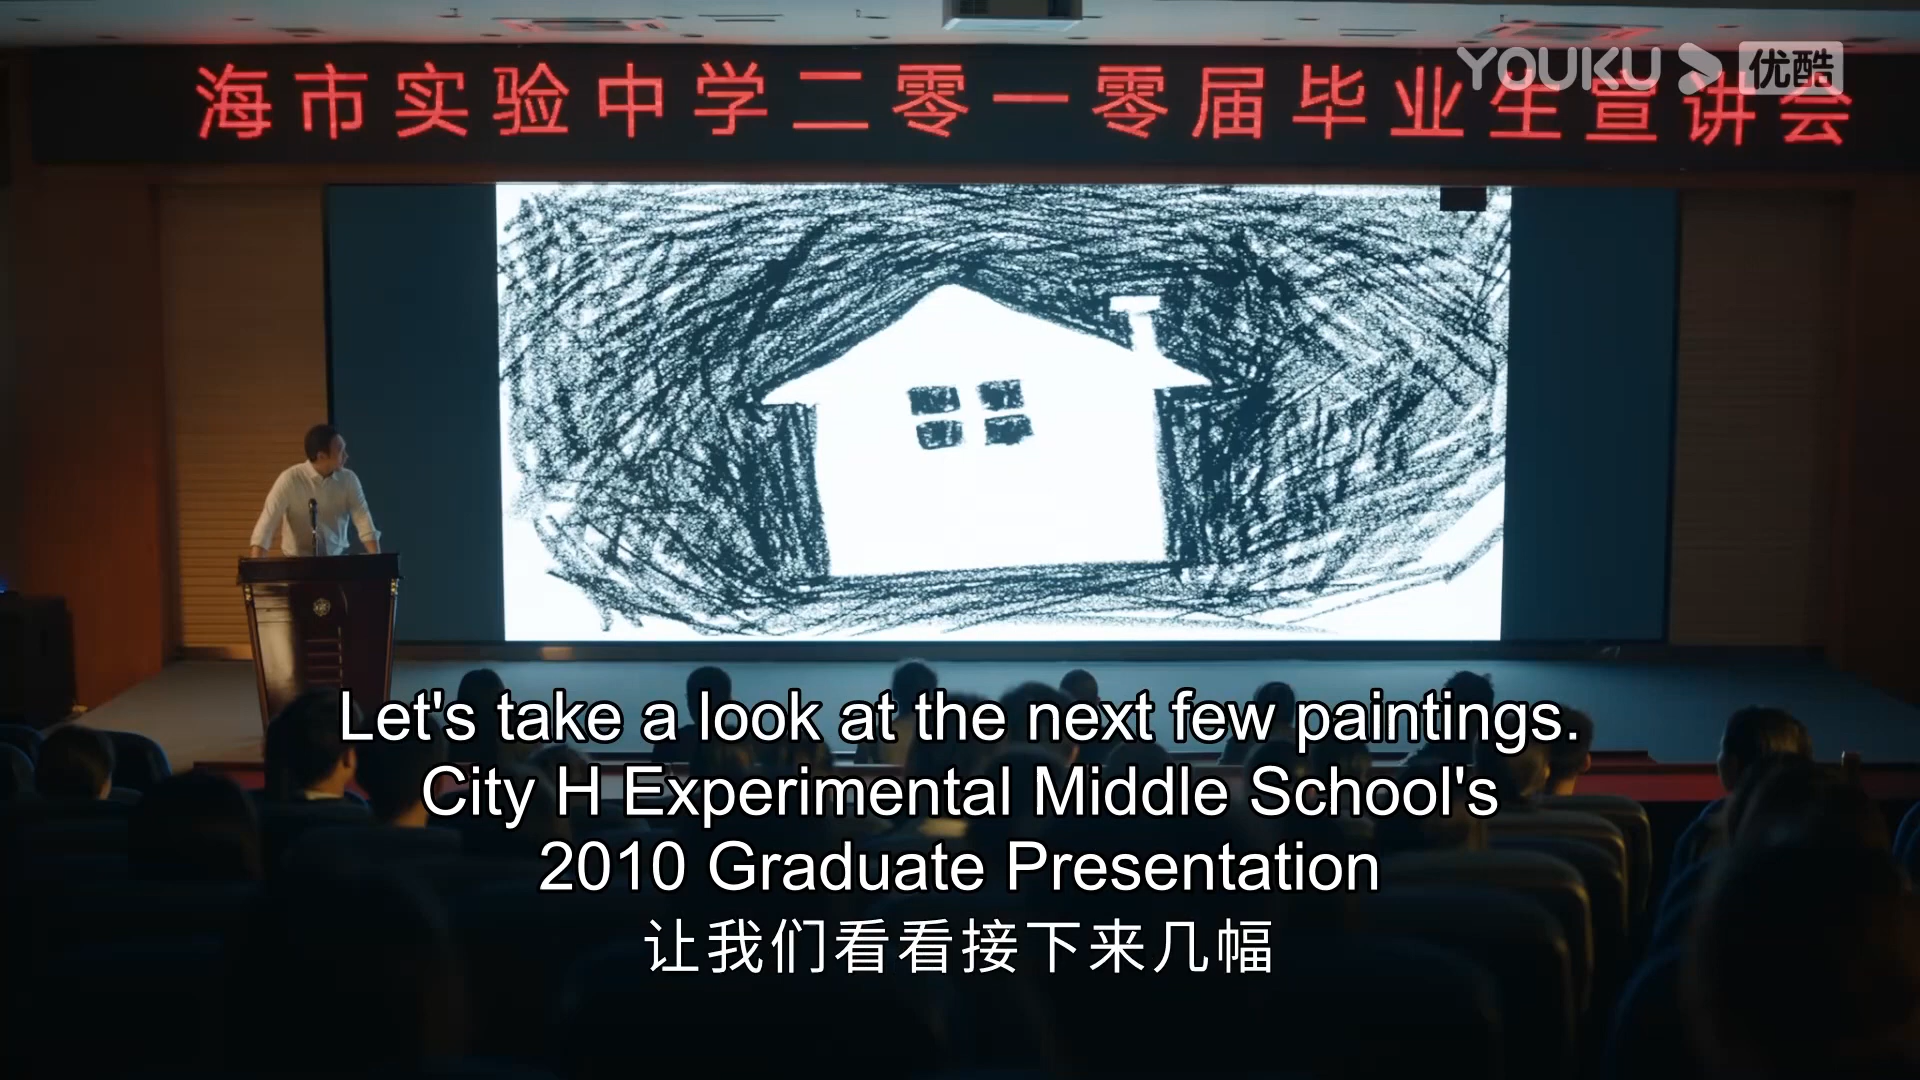 YOUKU 优酷
海市实验中学二零一零届毕业生宣讲会
Let's take a look at the next few paintings.
City H Experimental Middle School's
2010 Graduate Presentation
让我们看看接下来几幅